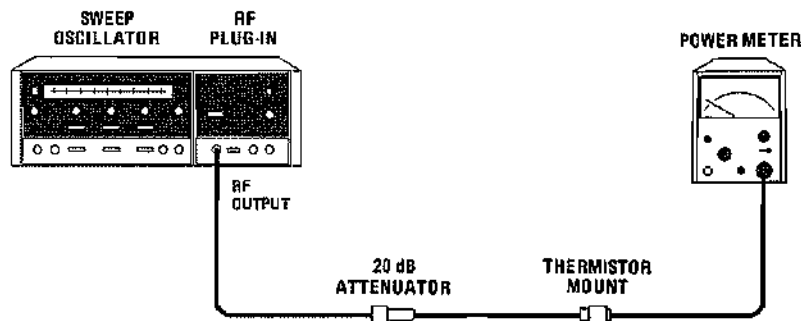 SWEEP
OSCILLATOR
RF
PLUG-IN
POWER METER
RF
OUTPUT
20 dB
ATTENUATOR
THERMISTOR
MOUNT